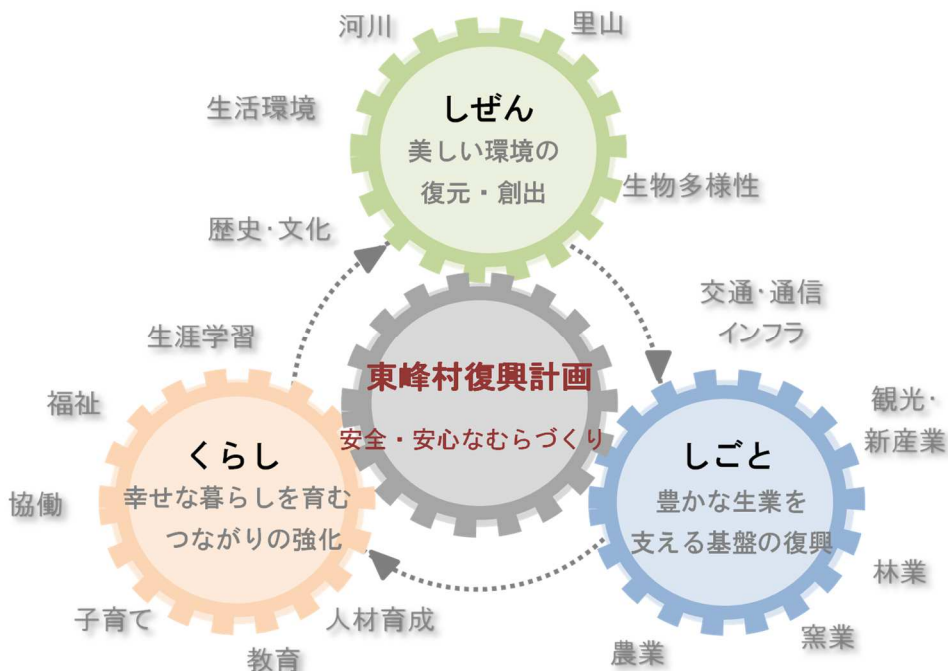 河川
里山
生活環境
しぜん
美しい環境の
復元・創出
生物多様性
歴史・文化
交通・通信
インフラ
生涯学習
東峰村復興計画
安全・安心なむらづくり
福祉
観光・
新産業
くらし
幸せな暮らしを育む
つながりの強化
しごと
豊かな生業を
支える基盤の復興
協働
林業
子育て
人材育成
教育
窯業
農業